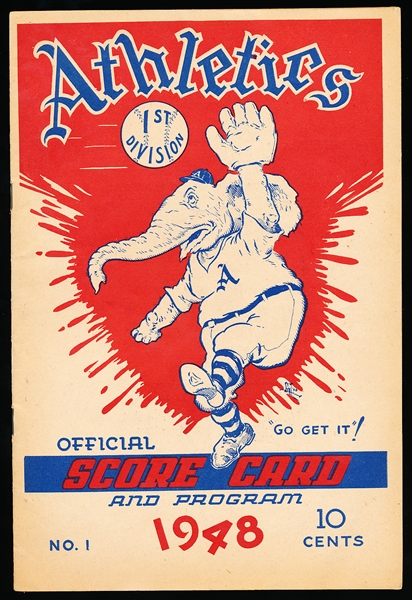 Athletics
1ST
DIVISION
A
"GO GET IT"!
OFFICIAL
SCORE CARD
AND PROGRAM
1948
NO. 1
10
CENTS